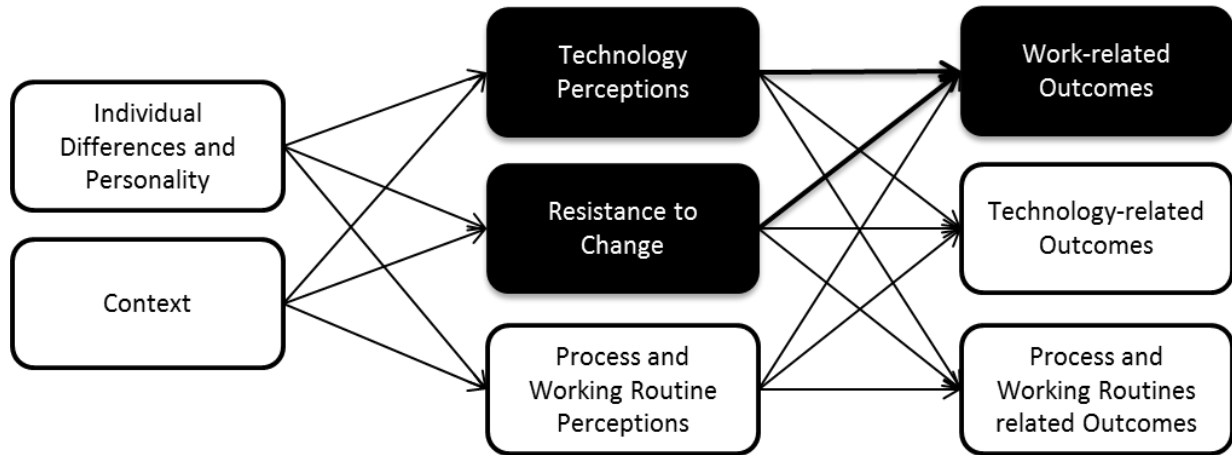 Individual
Differences and
Personality
Context
Technology
Perceptions
Resistance to
Change
Process and
Working Routine
Perceptions
Work-related
Outcomes
Technology-related
Outcomes
Process and
Working Routines
related Outcomes